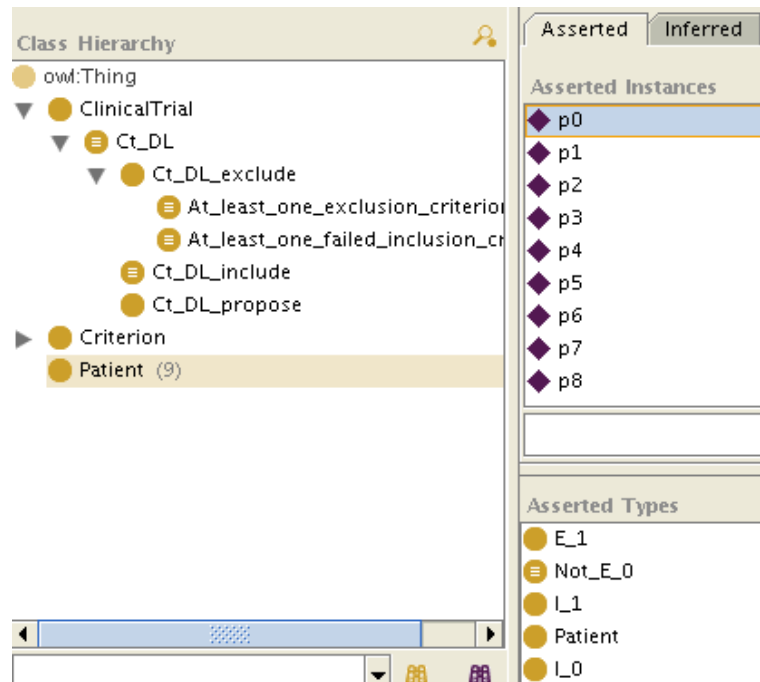 Class Hierarchy
owl:Thing
ClinicalTrial
Ct_DL
Ct_DL_exclude
At_least_one_exclusion_criterio
At_least_one_failed_inclusion_cr
Ct_DL_include
Ct_DL_propose
Criterion
Patient (9)
Asserted Inferred
Asserted Instances
p0
p1
p2
p3
p4
p5
p6
p7
p8
Asserted Types
E_1
Not_E_0
I_1
Patient
I_0